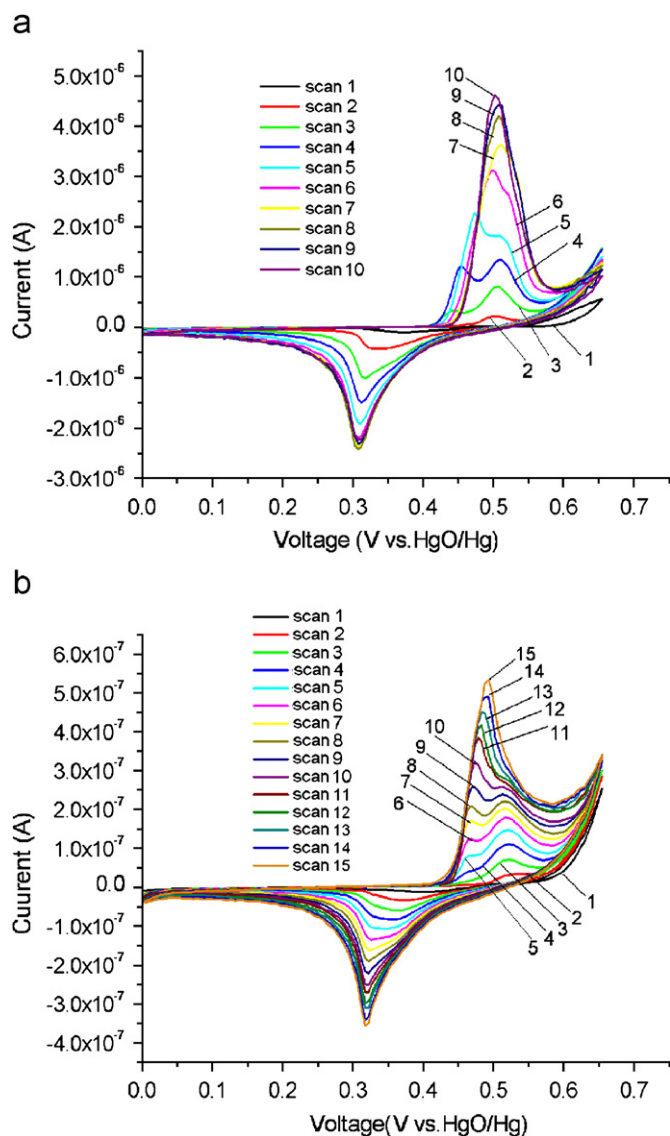 a
5.0x10⁻⁶
4.0x10⁻⁶
3.0x10⁻⁶
2.0x10⁻⁶
1.0x10⁻⁶
0.0
-1.0x10⁻⁶
-2.0x10⁻⁶
-3.0x10⁻⁶
Current (A)
scan 1
scan 2
scan 3
scan 4
scan 5
scan 6
scan 7
scan 8
scan 9
scan 10
10
9
8
7
6
5
4
2
3
1
0.0 0.1 0.2 0.3 0.4 0.5 0.6 0.7
Voltage (V vs.HgO/Hg)
b
6.0x10⁻⁷
5.0x10⁻⁷
4.0x10⁻⁷
3.0x10⁻⁷
2.0x10⁻⁷
1.0x10⁻⁷
0.0
-1.0x10⁻⁷
-2.0x10⁻⁷
-3.0x10⁻⁷
-4.0x10⁻⁷
Cuurent (A)
scan 1
scan 2
scan 3
scan 4
scan 5
scan 6
scan 7
scan 8
scan 9
scan 10
scan 11
scan 12
scan 13
scan 14
scan 15
15
14
13
12
11
10
9
8
7
6
1
2
3
4
5
0.0 0.1 0.2 0.3 0.4 0.5 0.6 0.7
Voltage(V vs.HgO/Hg)